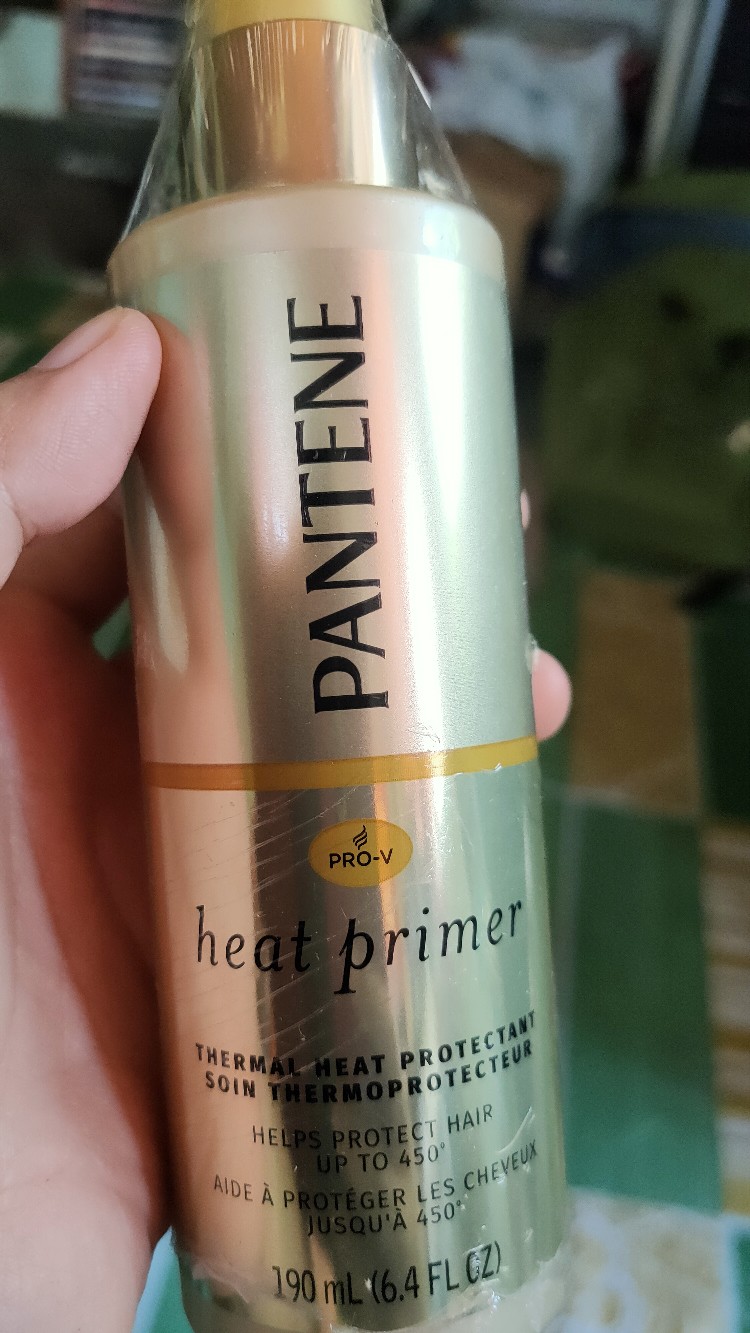 PANTENE
PRO-V
heat primer
THERMAL HEAT PROTECTANT
SOIN THERMOPROTECTEUR
HELPS PROTECT HAIR
UP TO 450°
AIDE À PROTÉGER LES CHEVEUX
JUSQU'À 450°
190 mL (6.4 FL OZ)